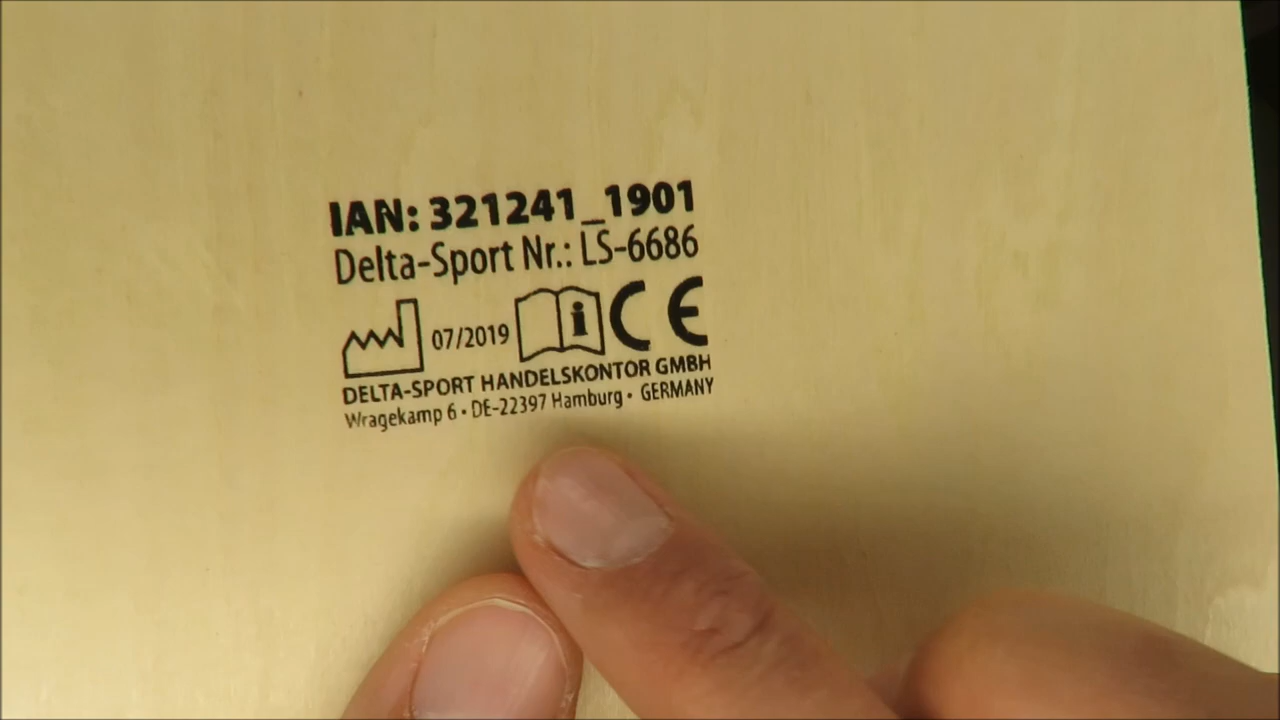 IAN: 321241_1901
Delta-Sport Nr.: LS-6686
07/2019 i CE
DELTA-SPORT HANDELSKONTOR GMBH
Wragekamp 6 • DE-22397 Hamburg • GERMANY